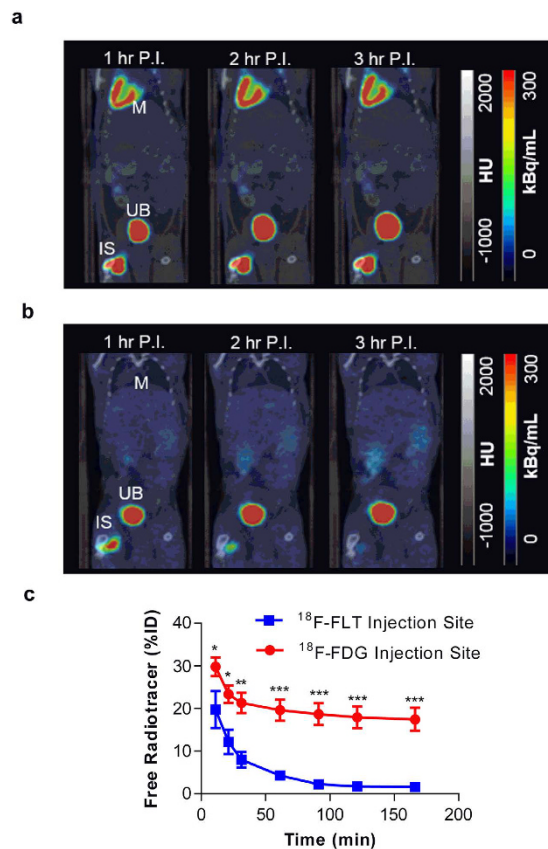 a
1 hr P.I. 2 hr P.I. 3 hr P.I.
M
UB
IS
2000
HU
-1000
300
kBq/mL
0
b
1 hr P.I. 2 hr P.I. 3 hr P.I.
M
UB
IS
2000
HU
-1000
300
kBq/mL
0
c
Free Radiotracer (%ID)
40
30
20
10
0
¹⁸F-FLT Injection Site
¹⁸F-FDG Injection Site
* * ** *** *** *** ***
0 50 100 150 200
Time (min)